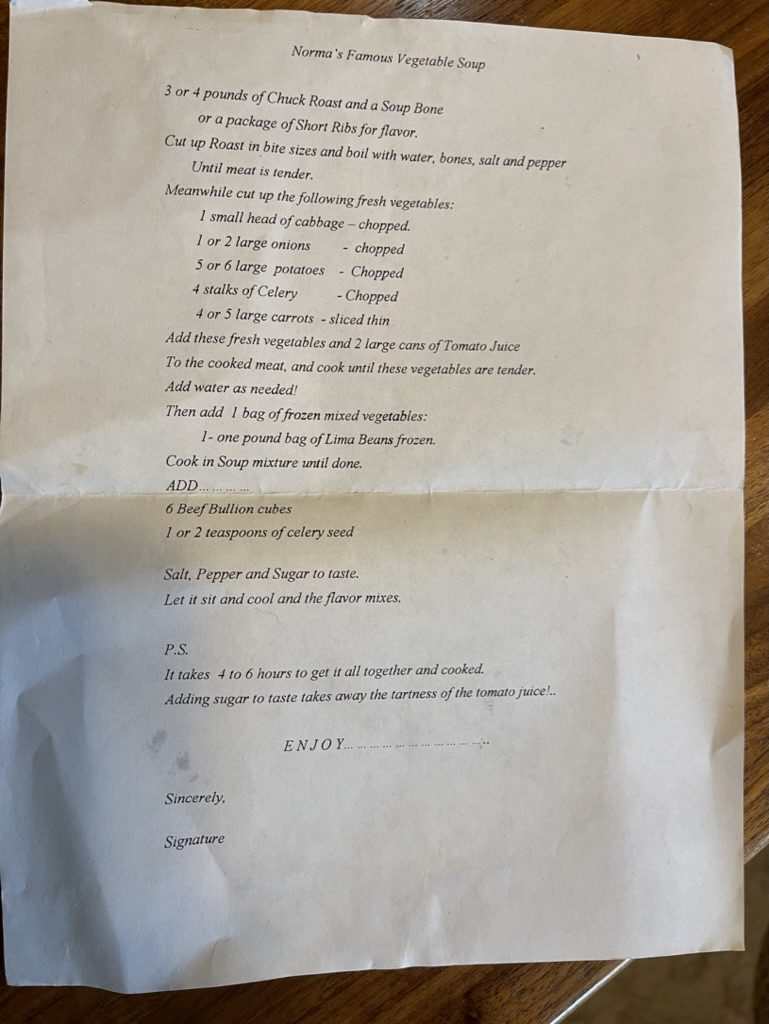 Norma's Famous Vegetable Soup
3 or 4 pounds of Chuck Roast and a Soup Bone
or a package of Short Ribs for flavor.
Cut up Roast in bite sizes and boil with water, bones, salt and pepper
Until meat is tender.
Meanwhile cut up the following fresh vegetables:
1 small head of cabbage – chopped.
1 or 2 large onions - chopped
5 or 6 large potatoes - Chopped
4 stalks of Celery - Chopped
4 or 5 large carrots - sliced thin
Add these fresh vegetables and 2 large cans of Tomato Juice
To the cooked meat, and cook until these vegetables are tender.
Add water as needed!
Then add 1 bag of frozen mixed vegetables:
1- one pound bag of Lima Beans frozen.
Cook in Soup mixture until done.
ADD… … … …
6 Beef Bullion cubes
1 or 2 teaspoons of celery seed
Salt, Pepper and Sugar to taste.
Let it sit and cool and the flavor mixes.
P.S.
It takes 4 to 6 hours to get it all together and cooked.
Adding sugar to taste takes away the tartness of the tomato juice!..
E N J O Y… … … … … … … … … … …..
Sincerely,
Signature